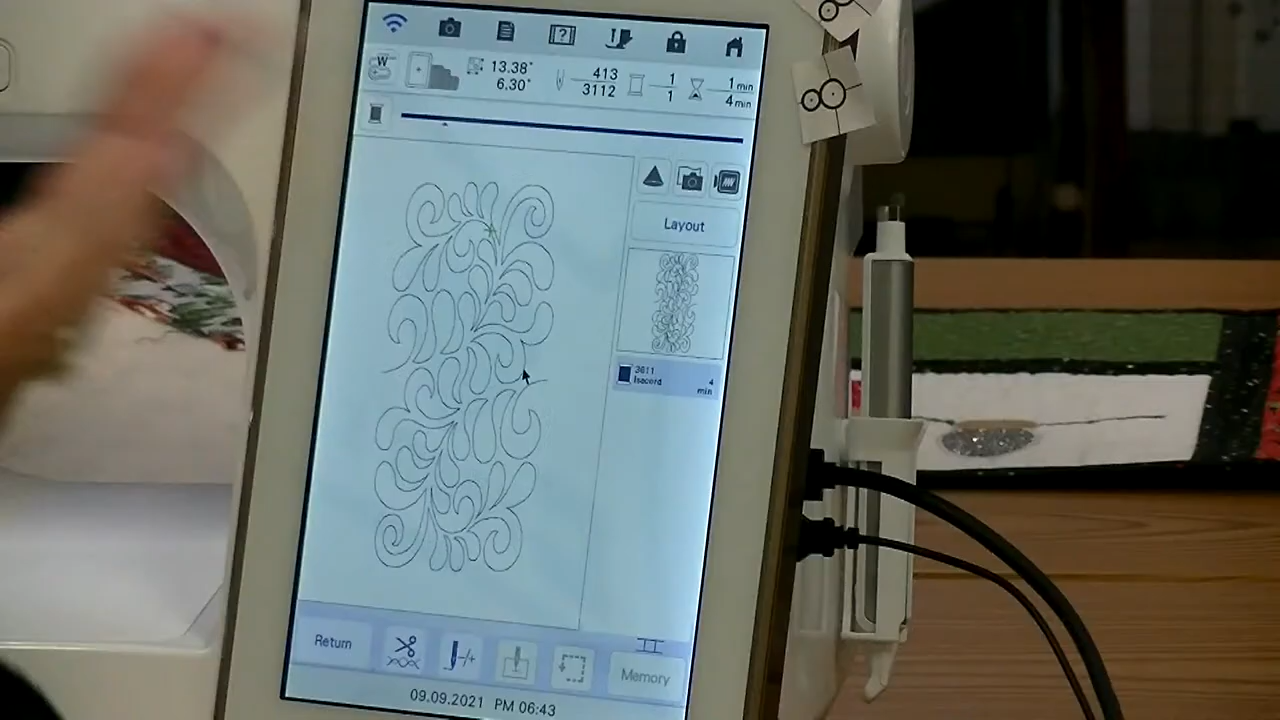 W
13.38"
6.30"
413
3112
1
1
1 min
4 min
Layout
3611
Isacord
4
min
Return
-/+
Memory
09.09.2021 PM 06:43